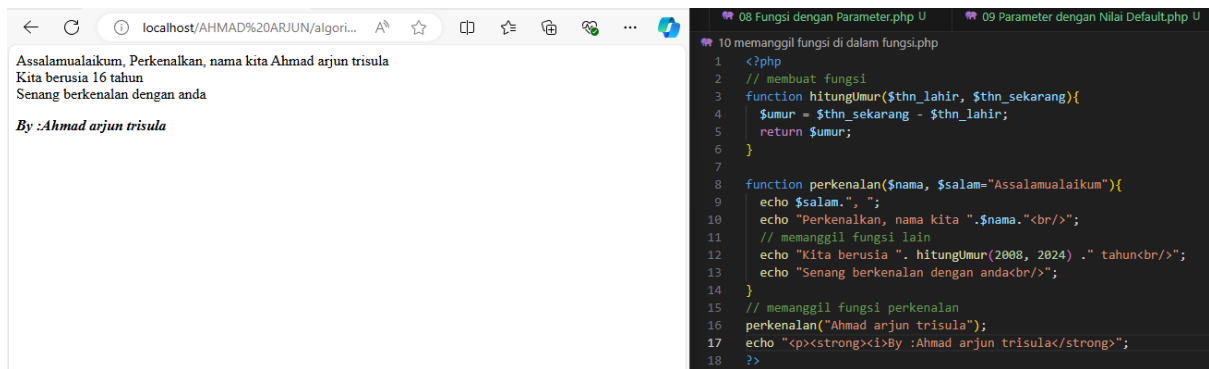 localhost/AHMAD%20ARJUN/algori...
Assalamualaikum, Perkenalkan, nama kita Ahmad arjun trisula
Kita berusia 16 tahun
Senang berkenalan dengan anda
By :Ahmad arjun trisula
08 Fungsi dengan Parameter.php U
09 Parameter dengan Nilai Default.php U
10 memanggil fungsi di dalam fungsi.php
1 <?php
2 // membuat fungsi
3 function hitungUmur($thn_lahir, $thn_sekarang){
4 $umur = $thn_sekarang - $thn_lahir;
5 return $umur;
6 }
7
8 function perkenalan($nama, $salam="Assalamualaikum"){
9 echo $salam.", ";
10 echo "Perkenalkan, nama kita ".$nama."<br/>";
11 // memanggil fungsi lain
12 echo "Kita berusia ". hitungUmur(2008, 2024) ." tahun<br/>";
13 echo "Senang berkenalan dengan anda<br/>";
14 }
15 // memanggil fungsi perkenalan
16 perkenalan("Ahmad arjun trisula");
17 echo "<p><strong><i>By :Ahmad arjun trisula</strong>";
18 ?>